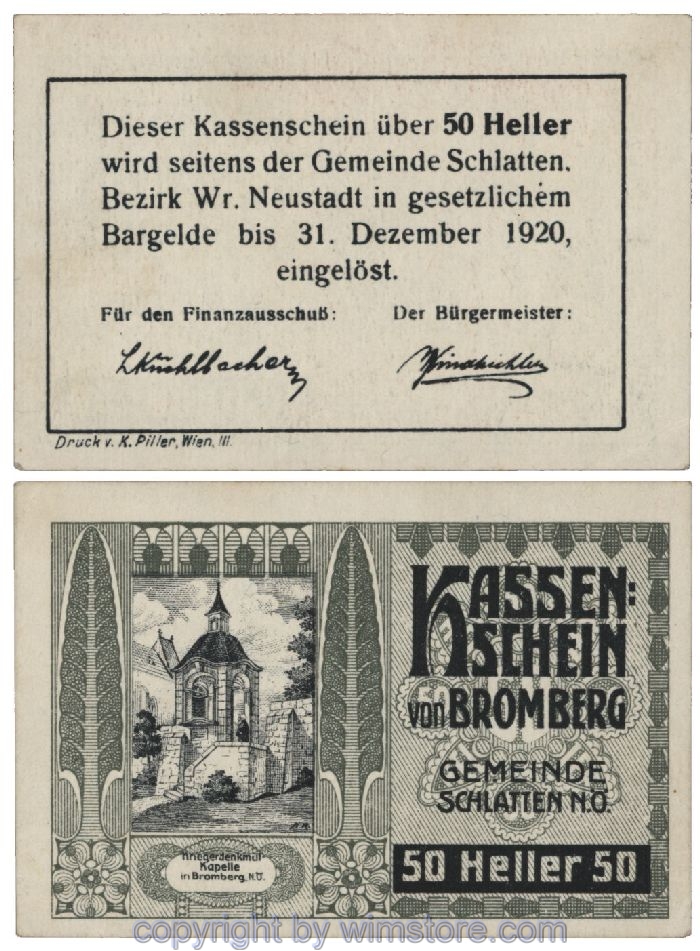 Dieser Kassenschein über 50 Heller
wird seitens der Gemeinde Schlatten,
Bezirk Wr. Neustadt in gesetzlichem
Bargelde bis 31. Dezember 1920,
eingelöst.
Für den Finanzausschuß: Der Bürgermeister:
Druck v. K. Piller, Wien, III.
KASSEN=
SCHEIN
von BROMBERG
GEMEINDE
SCHLATTEN N.Ö.
50 Heller 50
Kriegerdenkmal
Kapelle
in Bromberg, N.Ö.
copyright by wimstore.com